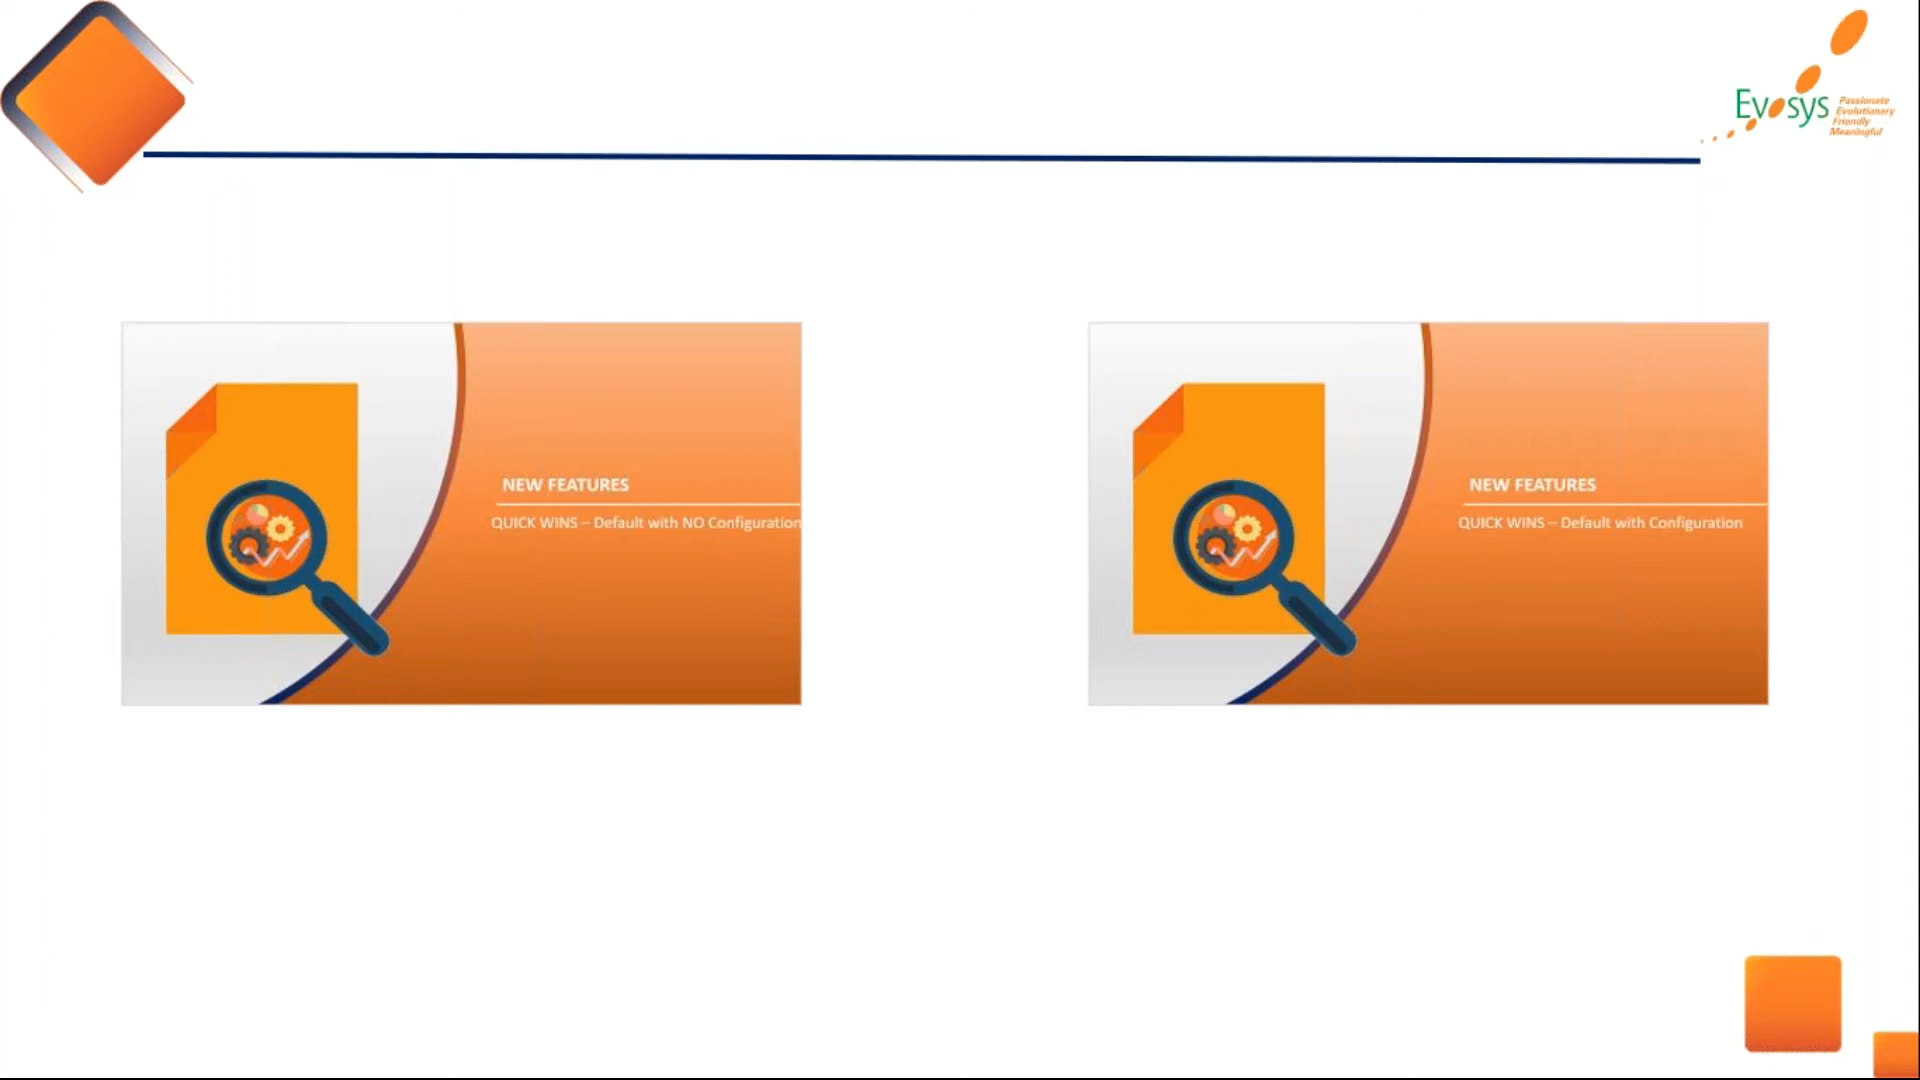 Evosys
Passionate
Evolutionary
Friendly
Meaningful
NEW FEATURES
QUICK WINS – Default with NO Configuration
NEW FEATURES
QUICK WINS – Default with Configuration